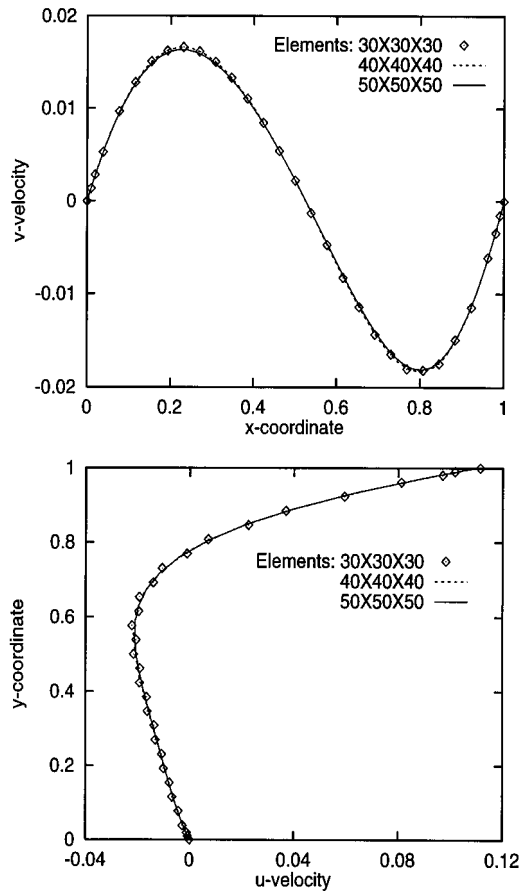 0.02
0.01
0
-0.01
-0.02
v-velocity
Elements: 30X30X30
40X40X40
50X50X50
0 0.2 0.4 0.6 0.8 1
x-coordinate
1
0.8
0.6
0.4
0.2
0
y-coordinate
Elements: 30X30X30
40X40X40
50X50X50
-0.04 0 0.04 0.08 0.12
u-velocity